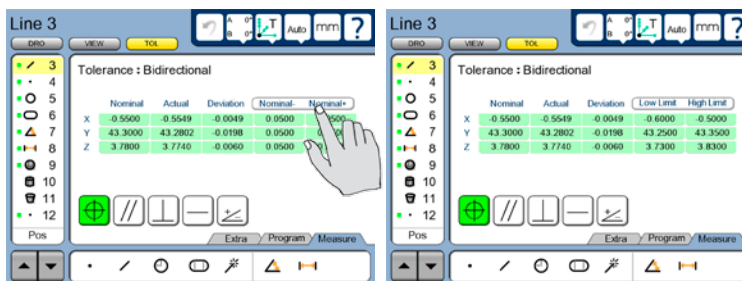 Line 3
A 0°
B 0°
T
Auto
mm
?
DRO
VIEW
TOL
3
4
5
6
7
8
9
10
11
12
Pos
Tolerance : Bidirectional
Nominal Actual Deviation Nominal- Nominal+
X -0.5500 -0.5549 -0.0049 0.0500
Y 43.3000 43.2802 -0.0198 0.0500
Z 3.7800 3.7740 -0.0060 0.0500
Extra Program Measure
Line 3
A 0°
B 0°
T
Auto
mm
?
DRO
VIEW
TOL
3
4
5
6
7
8
9
10
11
12
Pos
Tolerance : Bidirectional
Nominal Actual Deviation Low Limit High Limit
X -0.5500 -0.5549 -0.0049 -0.6000 -0.5000
Y 43.3000 43.2802 -0.0198 43.2500 43.3500
Z 3.7800 3.7740 -0.0060 3.7300 3.8300
Extra Program Measure